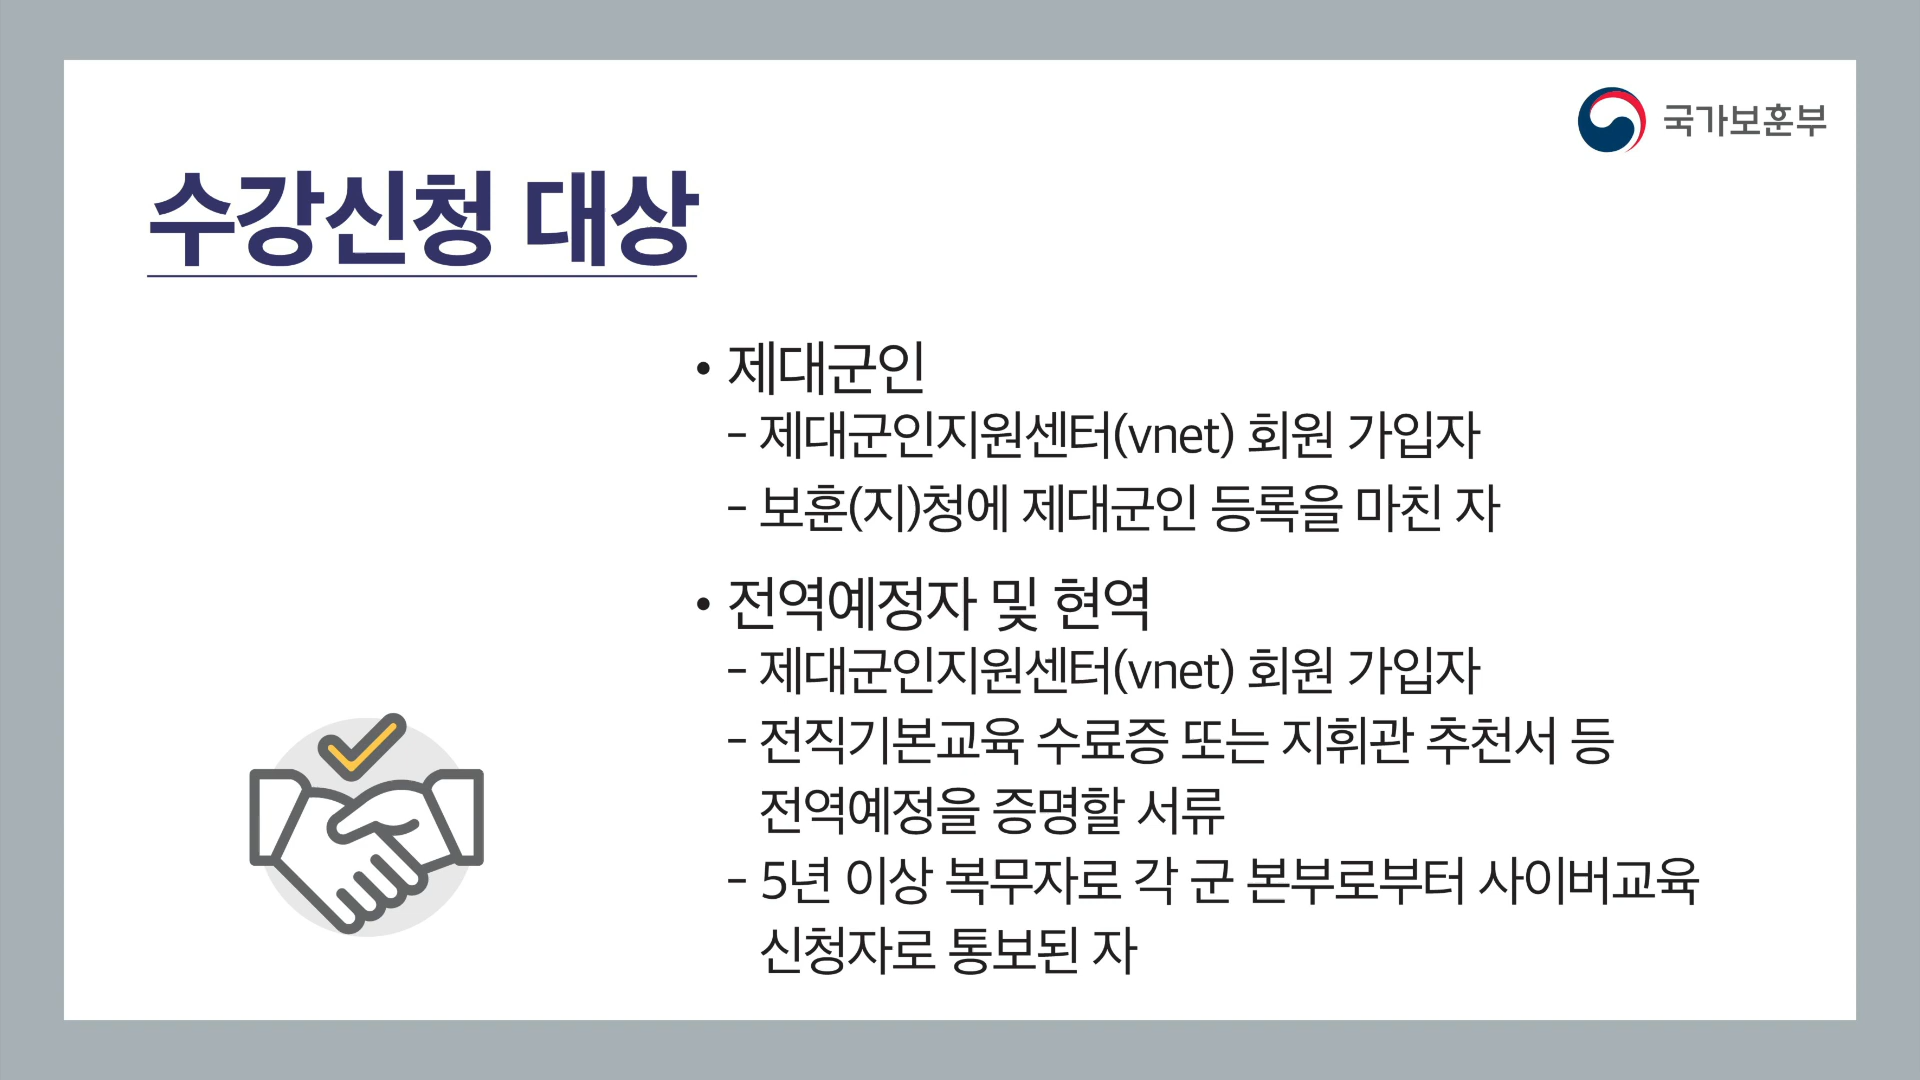 국가보훈부
수강신청 대상
• 제대군인
- 제대군인지원센터(vnet) 회원 가입자
- 보훈(지)청에 제대군인 등록을 마친 자
• 전역예정자 및 현역
- 제대군인지원센터(vnet) 회원 가입자
- 전직기본교육 수료증 또는 지휘관 추천서 등
전역예정을 증명할 서류
- 5년 이상 복무자로 각 군 본부로부터 사이버교육
신청자로 통보된 자